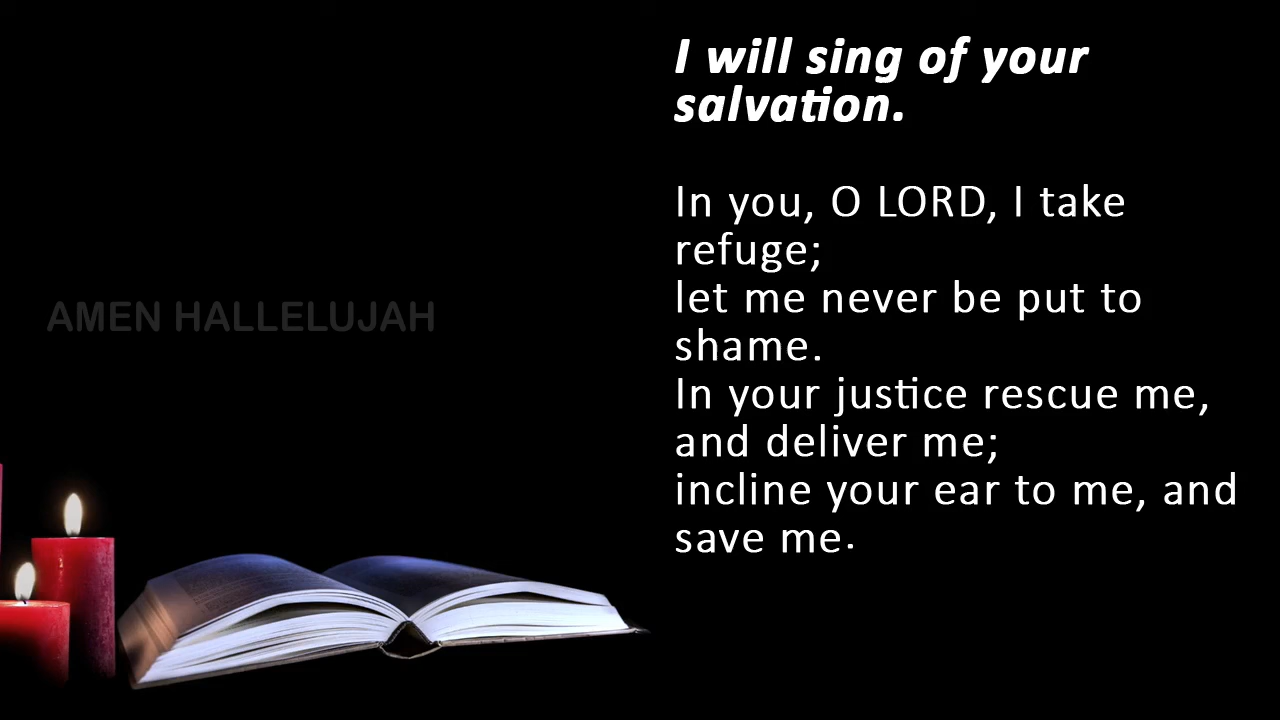 I will sing of your
salvation.
In you, O LORD, I take
refuge;
let me never be put to
shame.
In your justice rescue me,
and deliver me;
incline your ear to me, and
save me.
AMEN HALLELUJAH